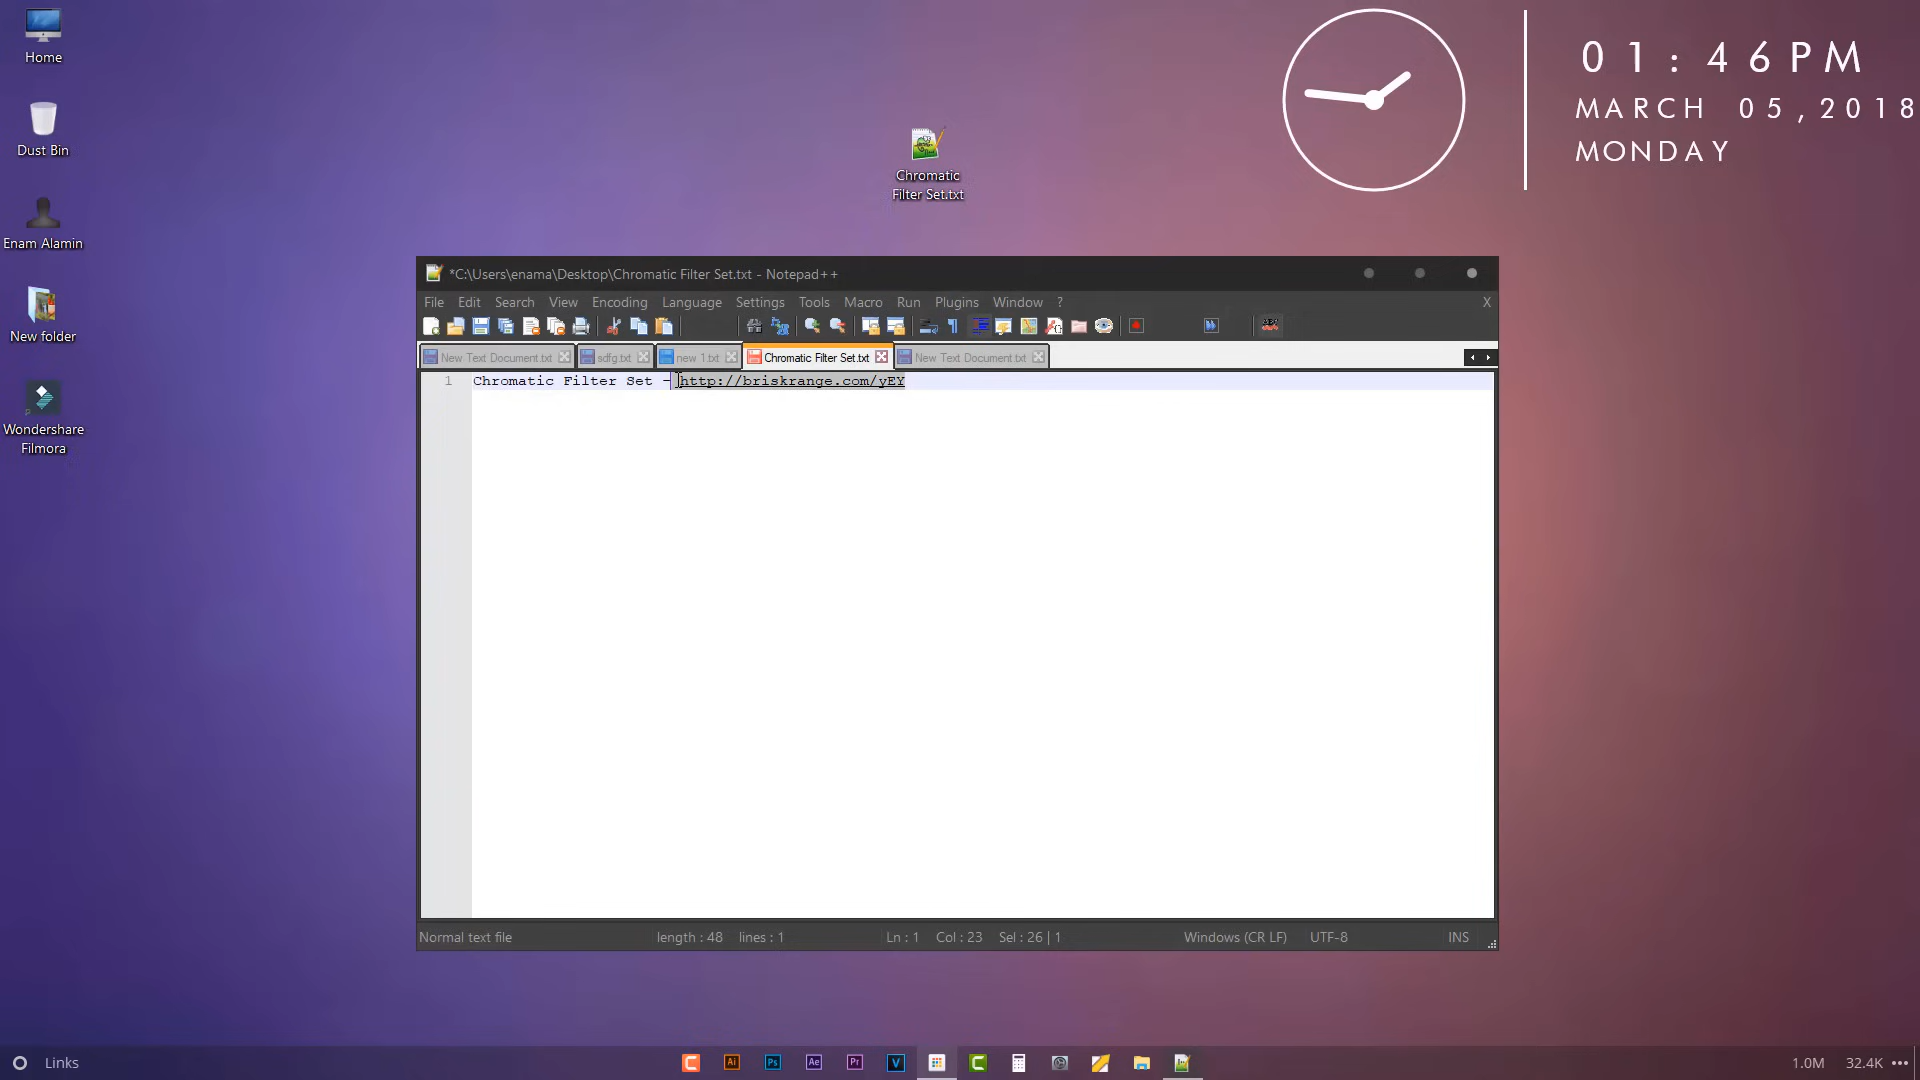 Home
Dust Bin
Enam Alamin
New folder
Wondershare
Filmora
Chromatic
Filter Set.txt
01:46PM
MARCH 05,2018
MONDAY
*C:\Users\enama\Desktop\Chromatic Filter Set.txt - Notepad++
File Edit Search View Encoding Language Settings Tools Macro Run Plugins Window ? X
New Text Document.txt sdfg.txt new 1.txt Chromatic Filter Set.txt New Text Document.txt
1 Chromatic Filter Set - http://briskrange.com/yEY
Normal text file length : 48 lines : 1 Ln : 1 Col : 23 Sel : 26 | 1 Windows (CR LF) UTF-8 INS
Links Ai Ps Ae Pr V 1.0M 32.4K